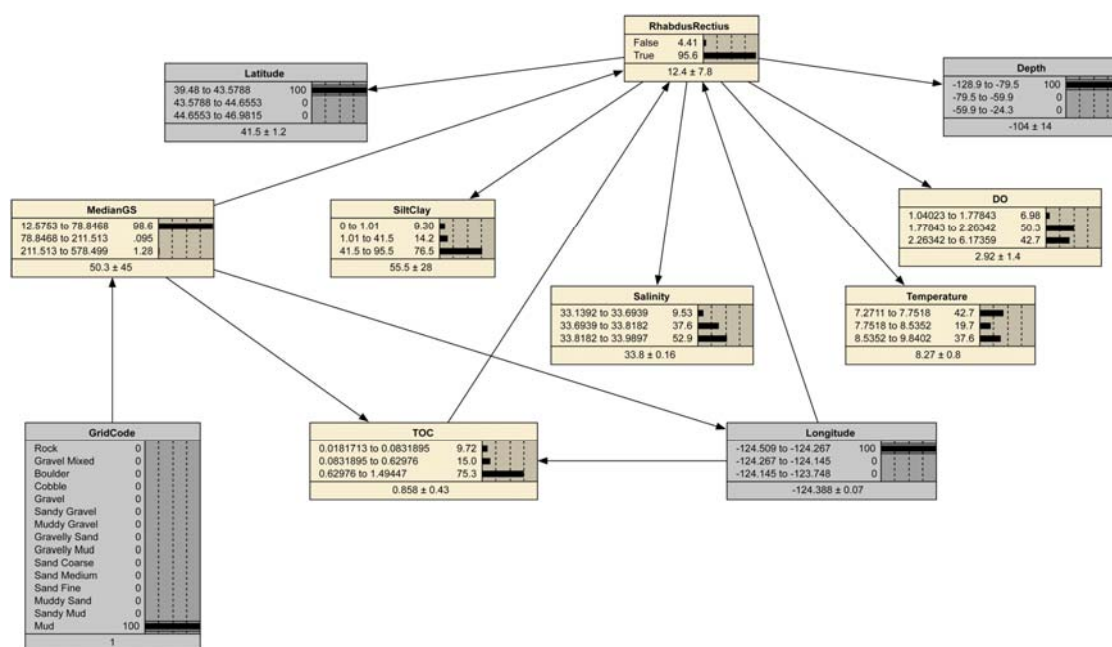 RhabdusRectius
False 4.41
True 95.6
12.4 ± 7.8
Latitude
39.48 to 43.5788 100
43.5788 to 44.6553 0
44.6553 to 46.9815 0
41.5 ± 1.2
Depth
-128.9 to -79.5 100
-79.5 to -59.9 0
-59.9 to -24.3 0
-104 ± 14
MedianGS
12.5763 to 78.8468 98.6
78.8468 to 211.513 .095
211.513 to 578.499 1.28
50.3 ± 45
SiltClay
0 to 1.01 9.30
1.01 to 41.5 14.2
41.5 to 95.5 76.5
55.5 ± 28
DO
1.04023 to 1.77843 6.98
1.77843 to 2.26342 50.3
2.26342 to 6.17359 42.7
2.92 ± 1.4
Salinity
33.1392 to 33.6939 9.53
33.6939 to 33.8182 37.6
33.8182 to 33.9897 52.9
33.8 ± 0.16
Temperature
7.2711 to 7.7518 42.7
7.7518 to 8.5352 19.7
8.5352 to 9.8402 37.6
8.27 ± 0.8
GridCode
Rock 0
Gravel Mixed 0
Boulder 0
Cobble 0
Gravel 0
Sandy Gravel 0
Muddy Gravel 0
Gravelly Sand 0
Gravelly Mud 0
Sand Coarse 0
Sand Medium 0
Sand Fine 0
Muddy Sand 0
Sandy Mud 0
Mud 100
1
TOC
0.0181713 to 0.0831895 9.72
0.0831895 to 0.62976 15.0
0.62976 to 1.49447 75.3
0.858 ± 0.43
Longitude
-124.509 to -124.267 100
-124.267 to -124.145 0
-124.145 to -123.748 0
-124.388 ± 0.07